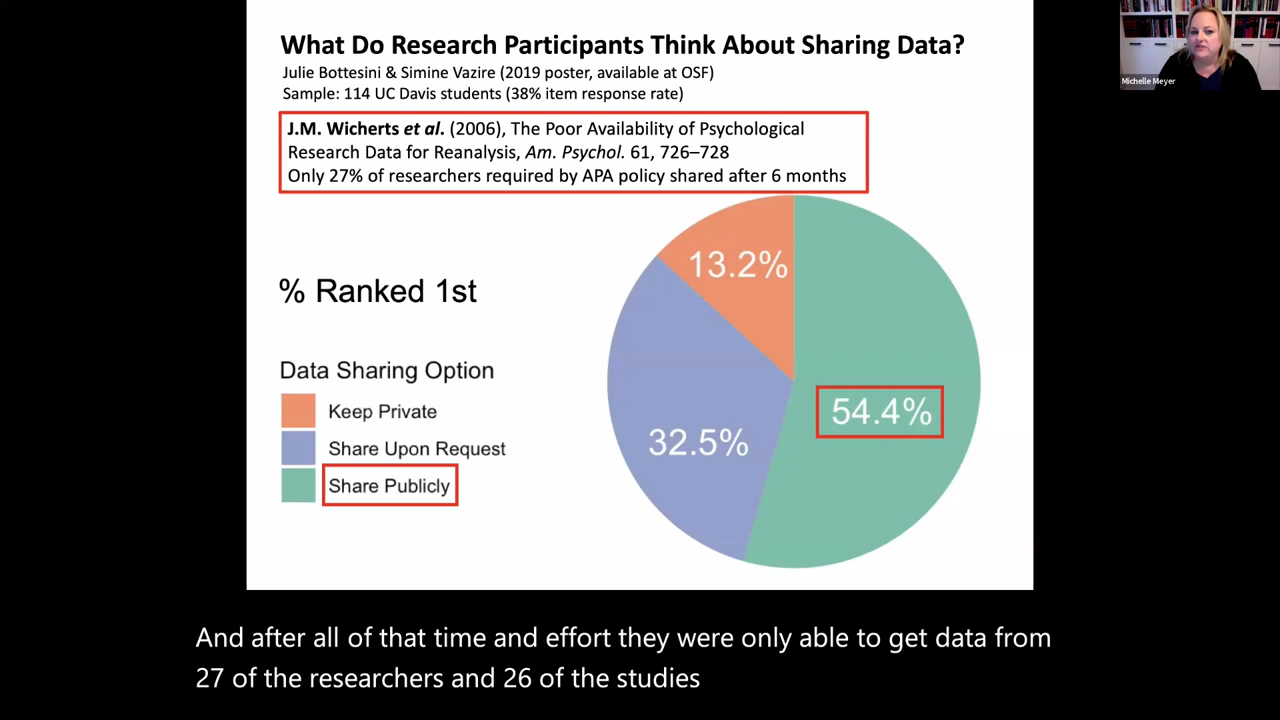 What Do Research Participants Think About Sharing Data?
Julie Bottesini & Simine Vazire (2019 poster, available at OSF)
Sample: 114 UC Davis students (38% item response rate)
J.M. Wicherts et al. (2006), The Poor Availability of Psychological
Research Data for Reanalysis, Am. Psychol. 61, 726–728
Only 27% of researchers required by APA policy shared after 6 months
% Ranked 1st
Data Sharing Option
Keep Private
Share Upon Request
Share Publicly
13.2%
32.5%
54.4%
Michelle Meyer
And after all of that time and effort they were only able to get data from
27 of the researchers and 26 of the studies